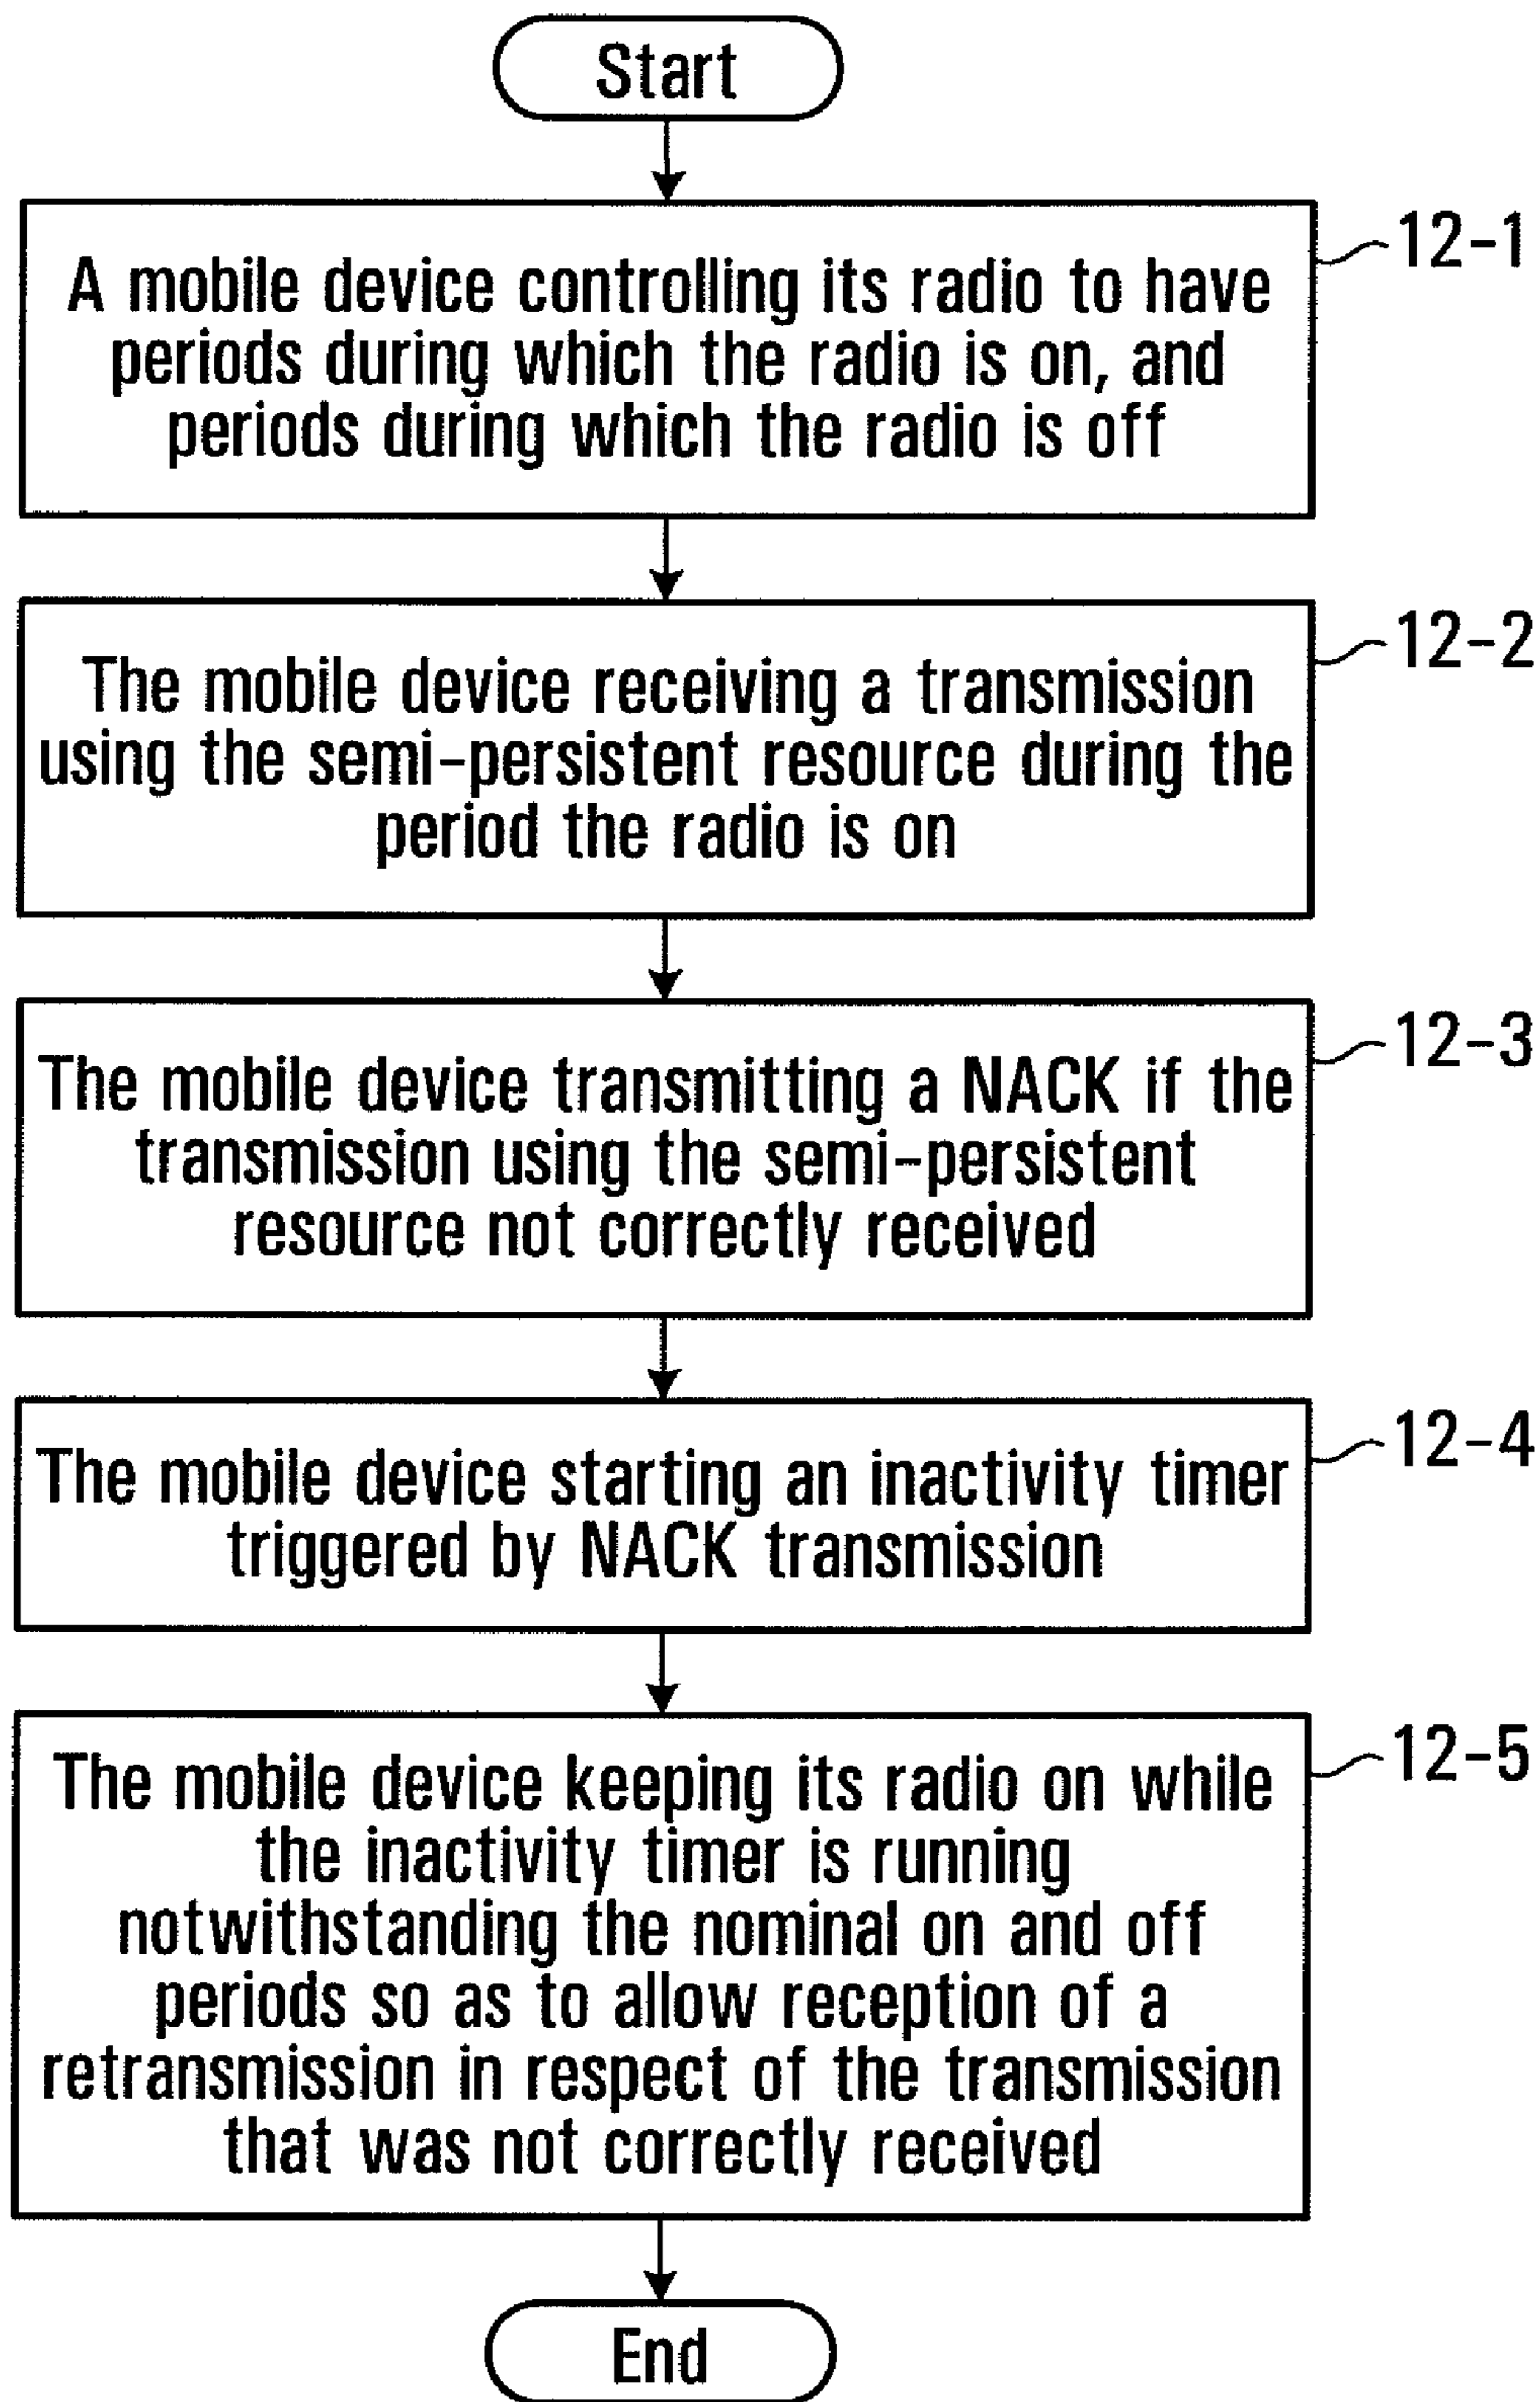 Start
12-1
A mobile device controlling its radio to have
periods during which the radio is on, and
periods during which the radio is off
12-2
The mobile device receiving a transmission
using the semi-persistent resource during the
period the radio is on
12-3
The mobile device transmitting a NACK if the
transmission using the semi-persistent
resource not correctly received
12-4
The mobile device starting an inactivity timer
triggered by NACK transmission
12-5
The mobile device keeping its radio on while
the inactivity timer is running
notwithstanding the nominal on and off
periods so as to allow reception of a
retransmission in respect of the transmission
that was not correctly received
End